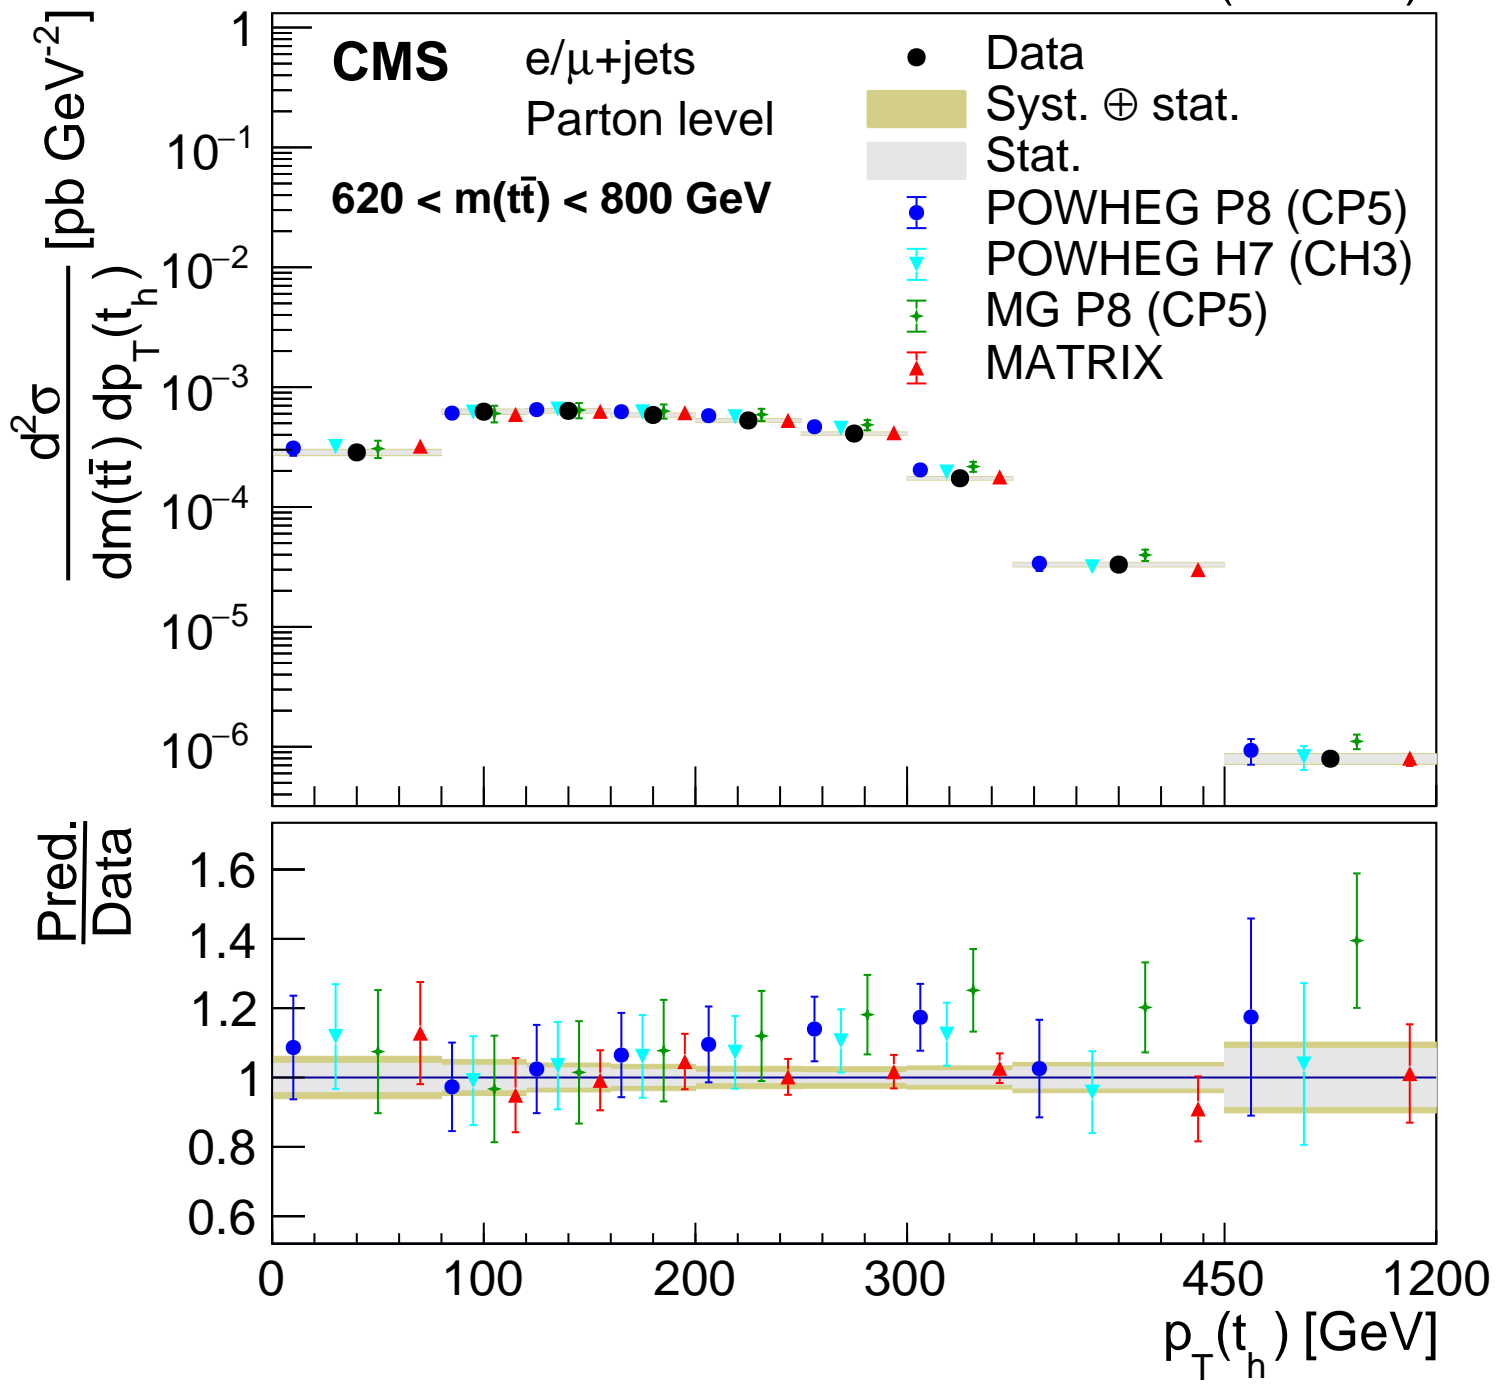 CMS e/μ+jets
Parton level
620 < m(tt̄) < 800 GeV
Data
Syst. ⊕ stat.
Stat.
POWHEG P8 (CP5)
POWHEG H7 (CH3)
MG P8 (CP5)
MATRIX
d²σ
dm(tt̄) dp_T(t_h) [pb GeV⁻²]
1
10⁻¹
10⁻²
10⁻³
10⁻⁴
10⁻⁵
10⁻⁶
Pred.
Data
1.6
1.4
1.2
1
0.8
0.6
0 100 200 300 450 1200
p_T(t_h) [GeV]